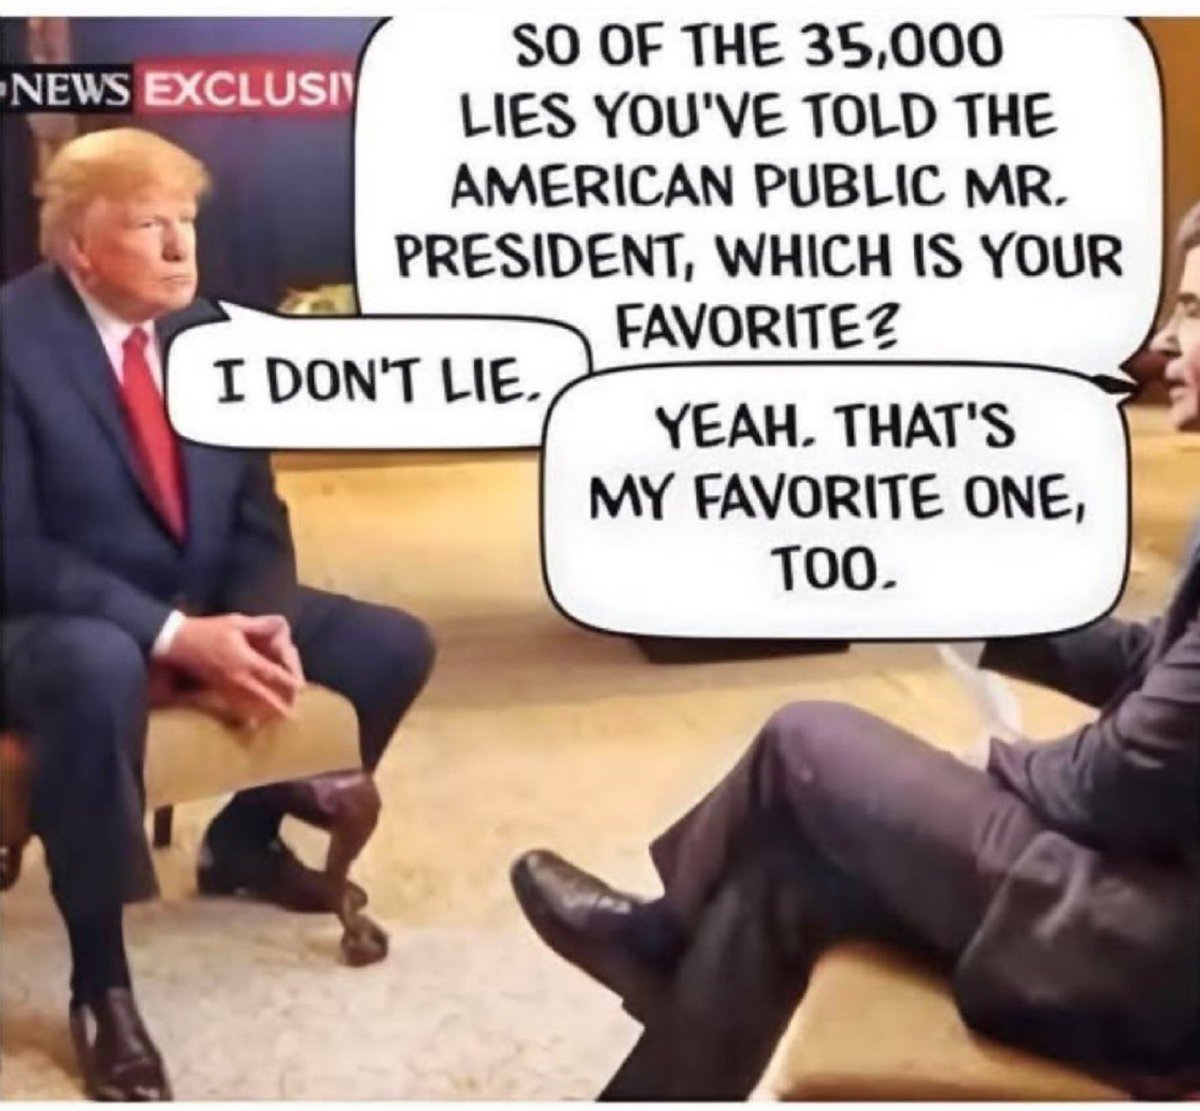 NEWS EXCLUSIV
SO OF THE 35,000
LIES YOU'VE TOLD THE
AMERICAN PUBLIC MR.
PRESIDENT, WHICH IS YOUR
FAVORITE?
I DON'T LIE.
YEAH. THAT'S
MY FAVORITE ONE,
TOO.